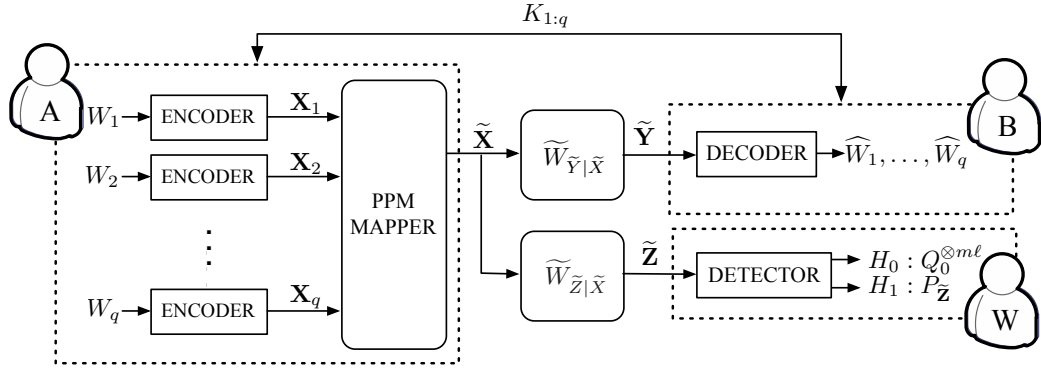 K_{1:q}
A
W_1 ENCODER X_1
W_2 ENCODER X_2
⋮
W_q ENCODER X_q
PPM MAPPER
X̃
W̃_{Ỹ|X̃}
Ỹ
DECODER
Ŵ_1, …, Ŵ_q
B
W̃_{Z̃|X̃}
Z̃
DETECTOR
H_0 : Q_0^{⊗mℓ}
H_1 : P_{Z̃}
W